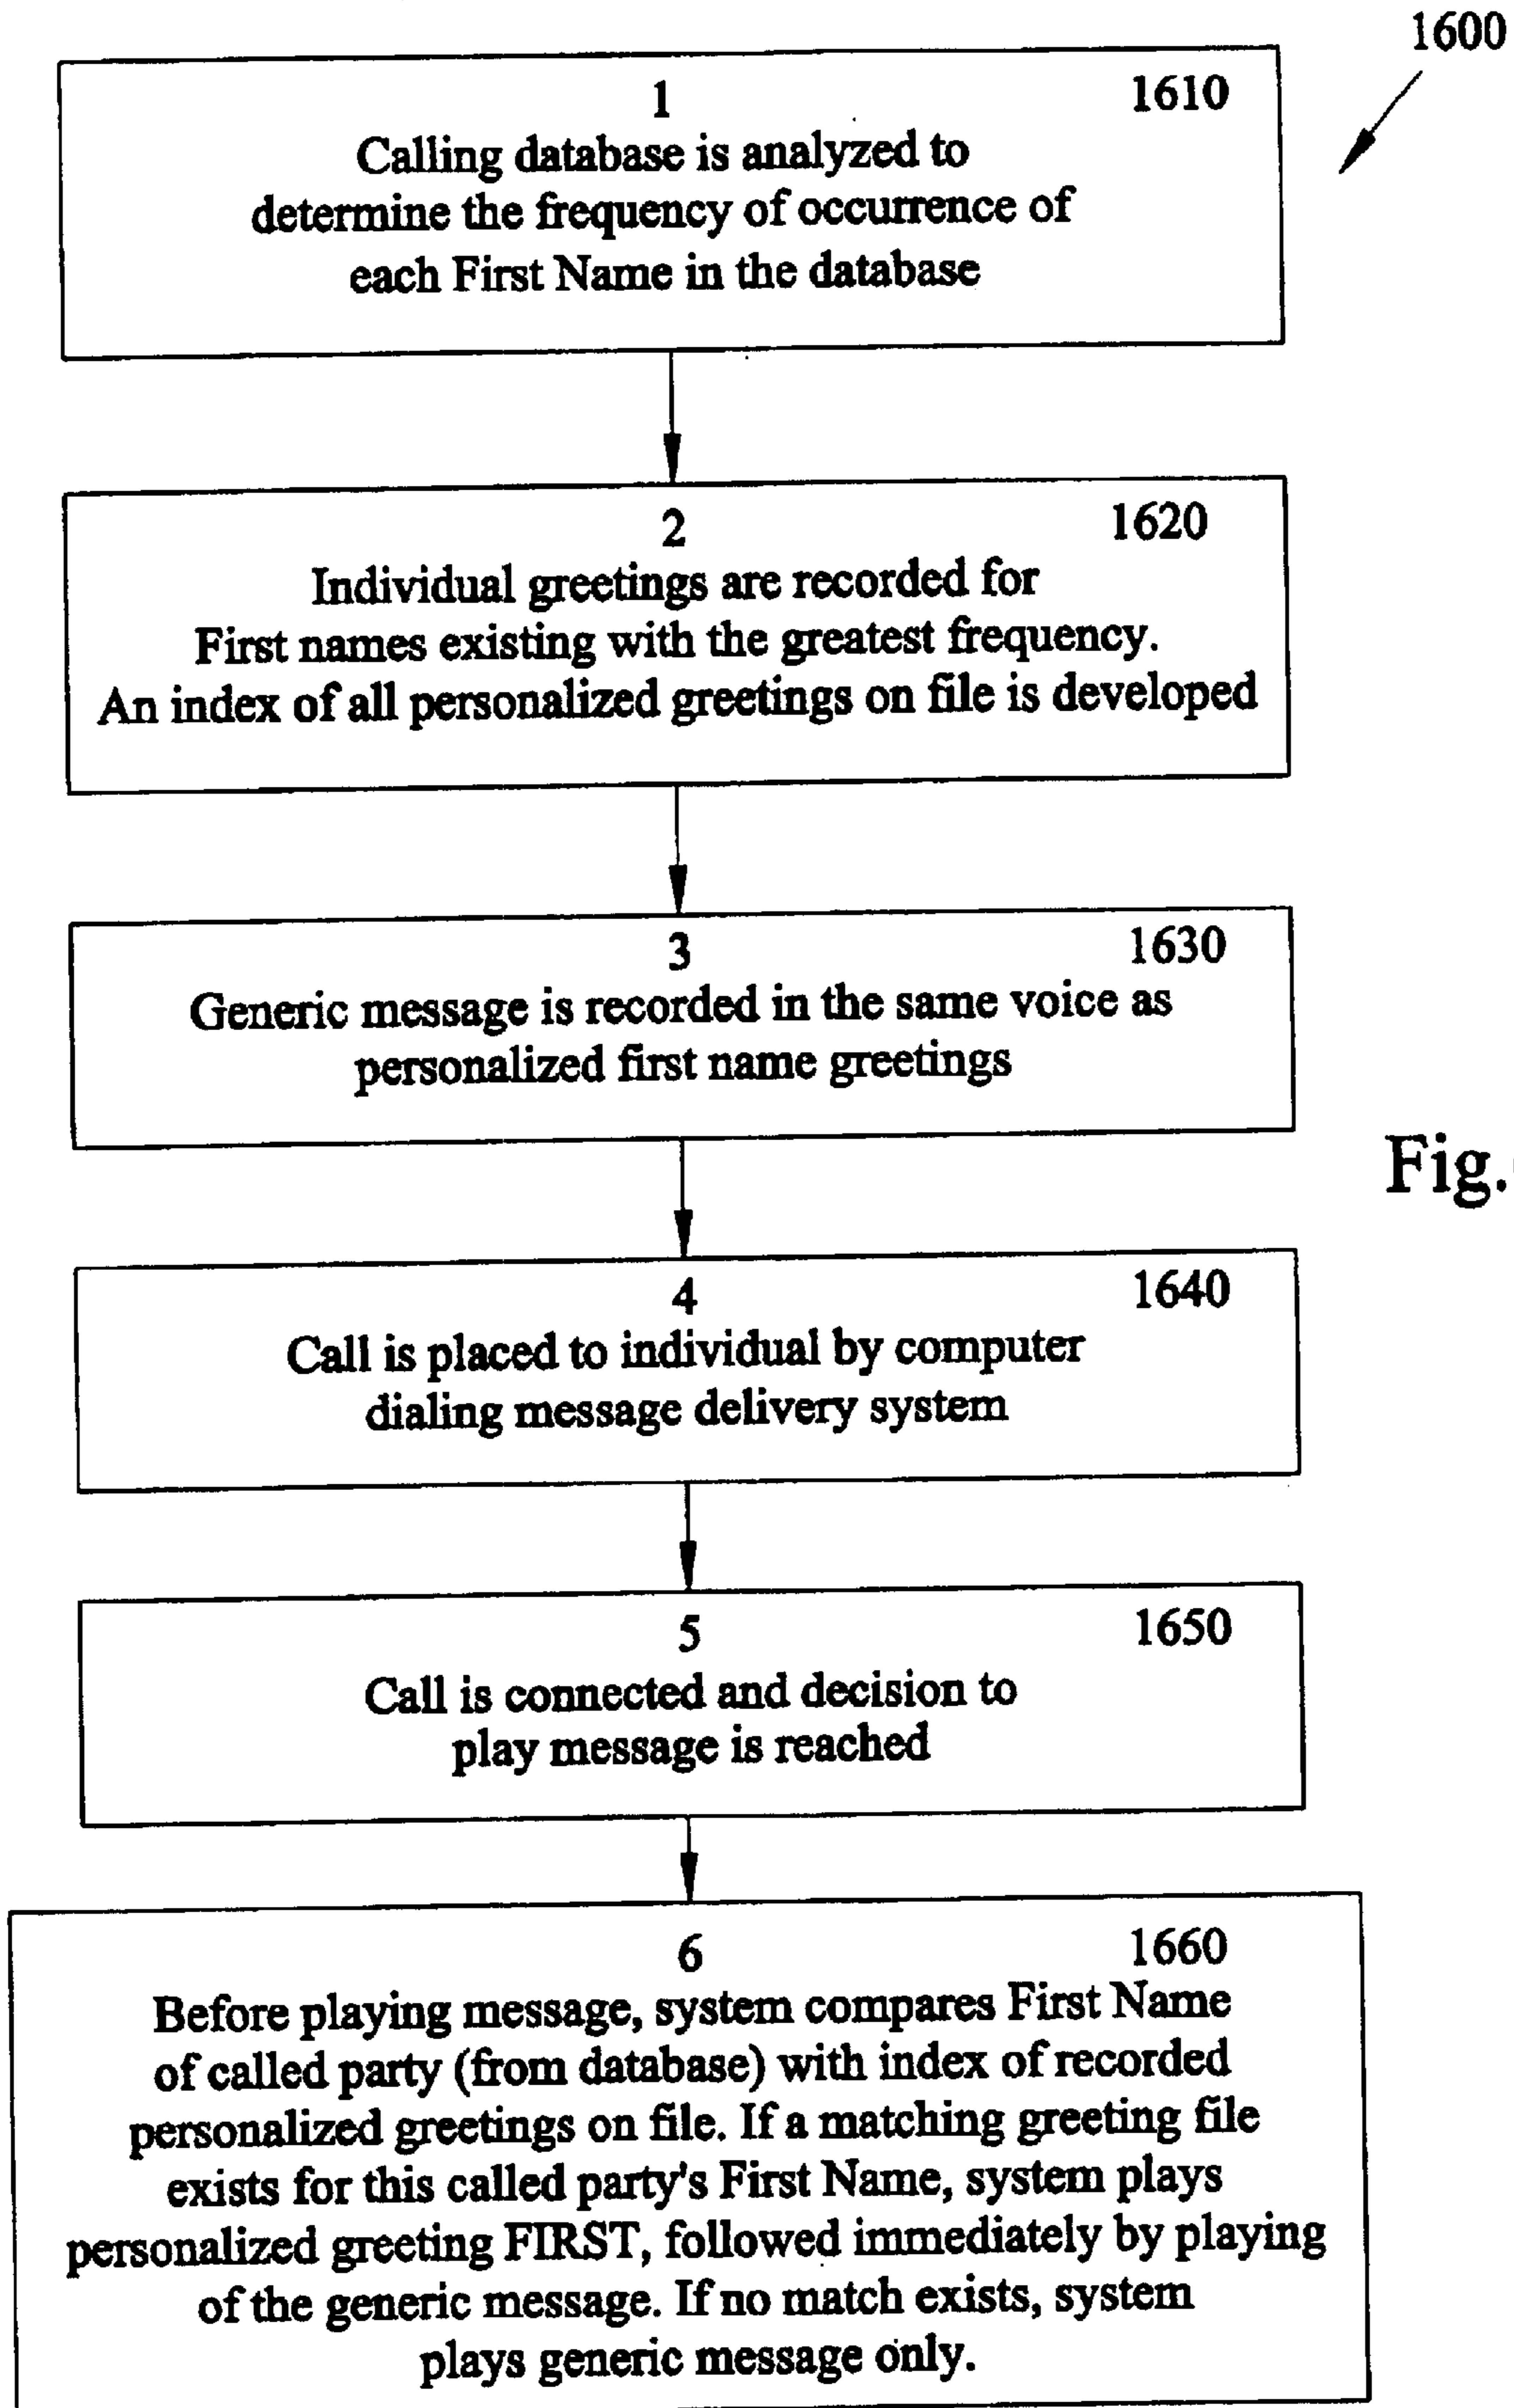 1600
1 1610
Calling database is analyzed to
determine the frequency of occurrence of
each First Name in the database
2 1620
Individual greetings are recorded for
First names existing with the greatest frequency.
An index of all personalized greetings on file is developed
3 1630
Generic message is recorded in the same voice as
personalized first name greetings
Fig.
4 1640
Call is placed to individual by computer
dialing message delivery system
5 1650
Call is connected and decision to
play message is reached
6 1660
Before playing message, system compares First Name
of called party (from database) with index of recorded
personalized greetings on file. If a matching greeting file
exists for this called party's First Name, system plays
personalized greeting FIRST, followed immediately by playing
of the generic message. If no match exists, system
plays generic message only.